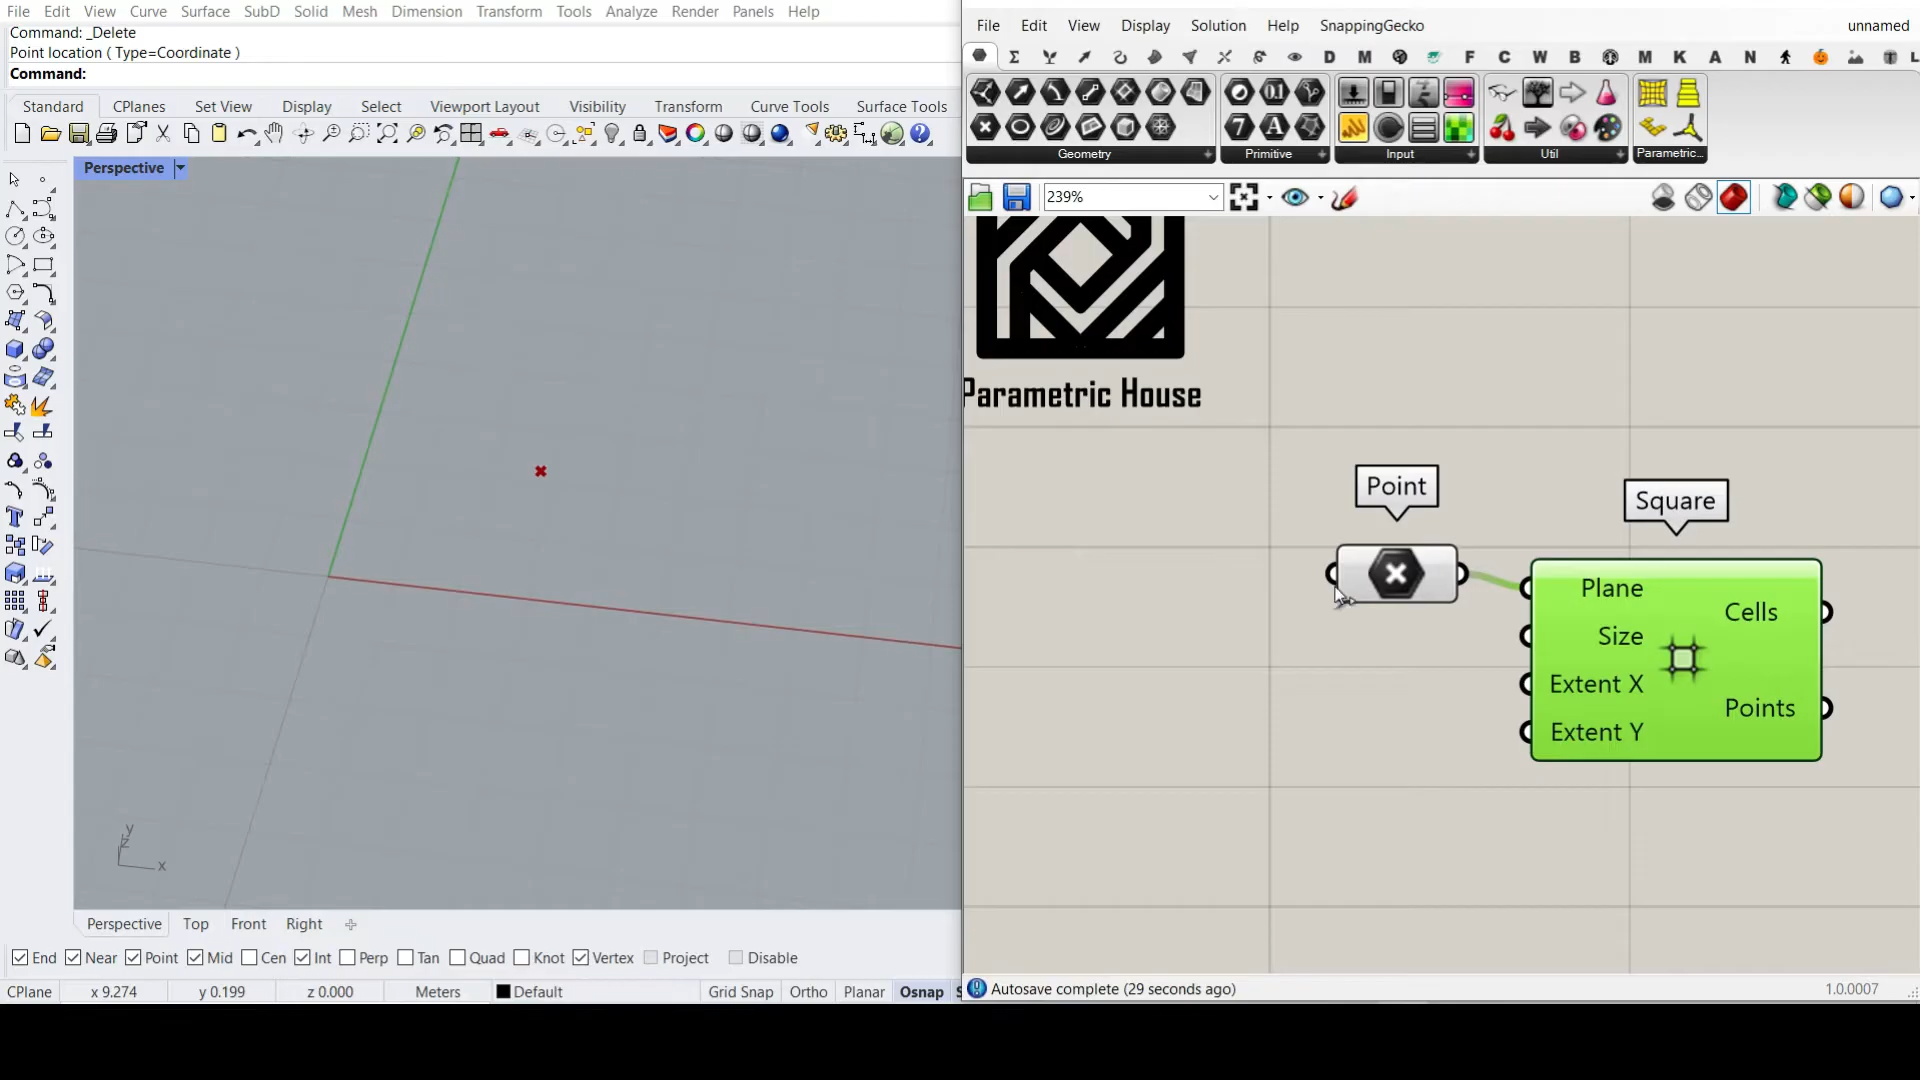 File Edit View Curve Surface SubD Solid Mesh Dimension Transform Tools Analyze Render Panels Help
Command: _Delete
Point location ( Type=Coordinate )
Command:
Standard CPlanes Set View Display Select Viewport Layout Visibility Transform Curve Tools Surface Tools
Perspective
y
z
x
Perspective Top Front Right
End Near Point Mid Cen Int Perp Tan Quad Knot Vertex Project Disable
CPlane x 9.274 y 0.199 z 0.000 Meters Default Grid Snap Ortho Planar Osnap S
File Edit View Display Solution Help SnappingGecko unnamed
D M F C W B M K A N L
Geometry Primitive Input Util Parametric...
239%
Parametric House
Point
Square
Plane
Size
Extent X
Extent Y
Cells
Points
Autosave complete (29 seconds ago) 1.0.0007